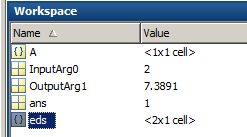 Workspace
Name Value
A <1x1 cell>
InputArg0 2
OutputArg1 7.3891
ans 1
eds <2x1 cell>